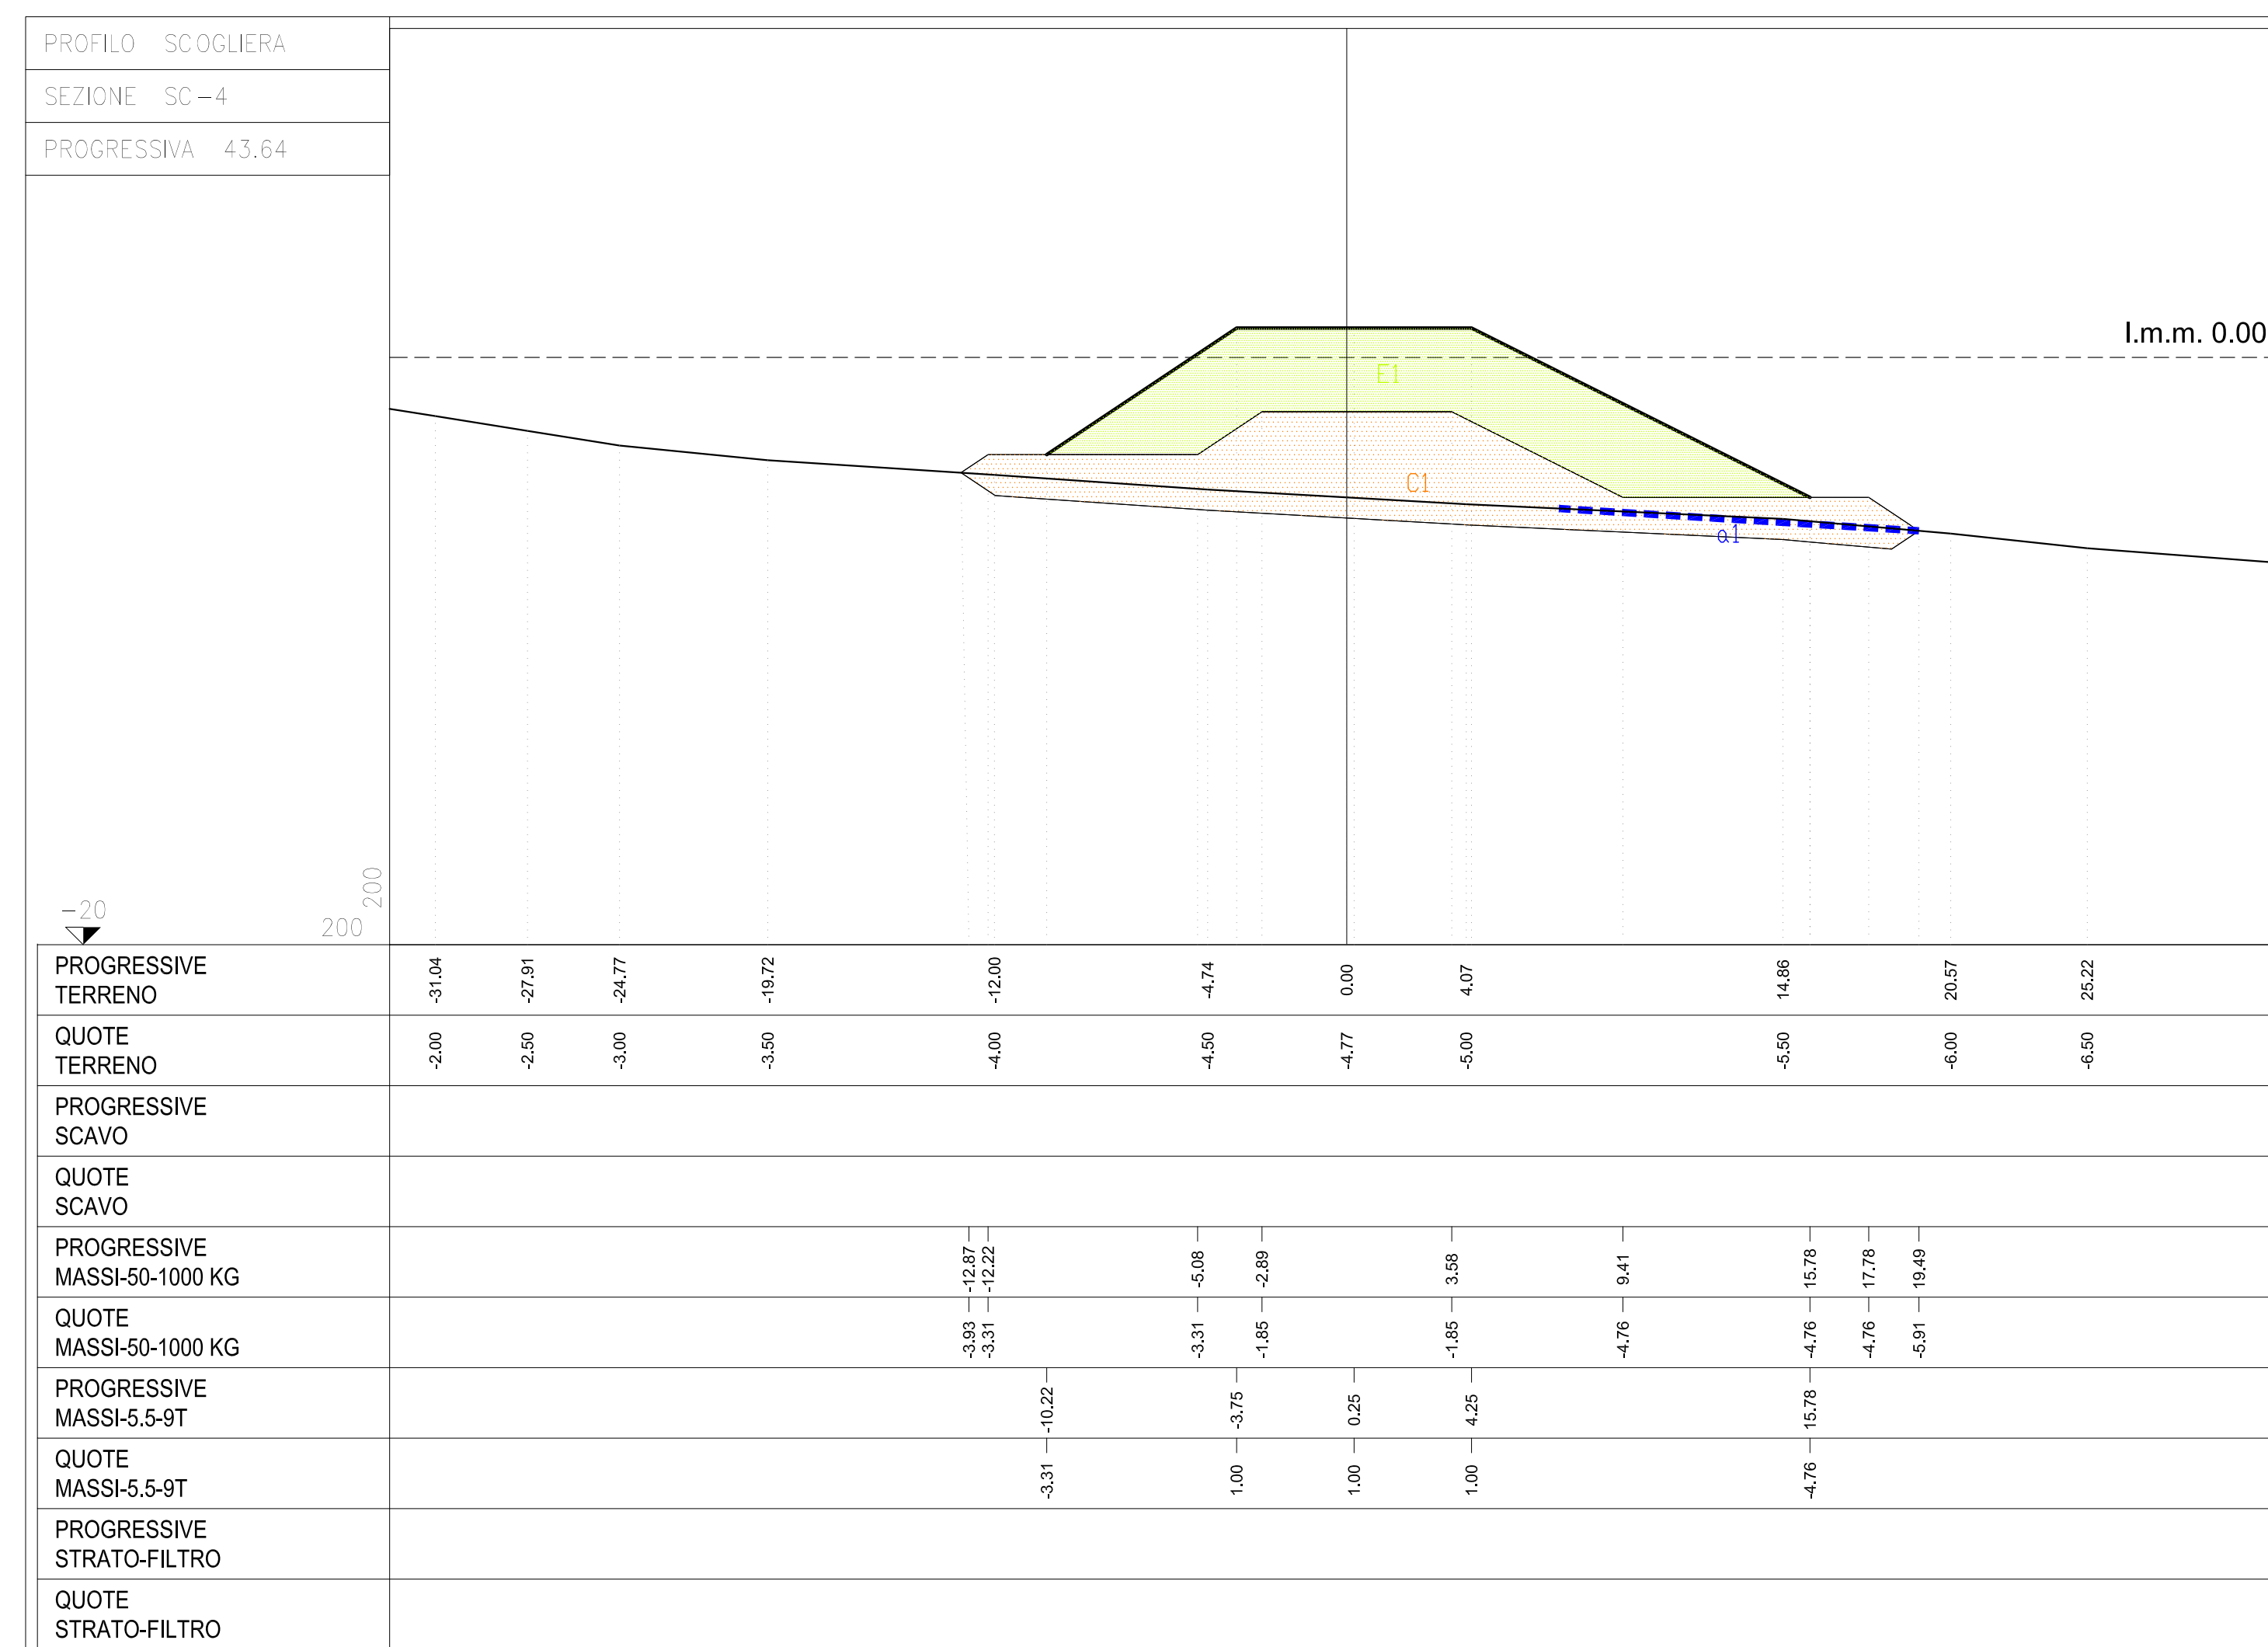 PROFILO SCOGLIERA
SEZIONE SC-4
PROGRESSIVA 43.64
l.m.m. 0.00
E1
C1
α1
-20
200
200
PROGRESSIVE
TERRENO
-31.04 -27.91 -24.77 -19.72 -12.00 -4.74 0.00 4.07 14.86 20.57 25.22
QUOTE
TERRENO
-2.00 -2.50 -3.00 -3.50 -4.00 -4.50 -4.77 -5.00 -5.50 -6.00 -6.50
PROGRESSIVE
SCAVO
QUOTE
SCAVO
PROGRESSIVE
MASSI-50-1000 KG
-12.87 -12.22 -5.08 -2.89 3.58 9.41 15.78 17.78 19.49
QUOTE
MASSI-50-1000 KG
-3.93 -3.31 -3.31 -1.85 -1.85 -4.76 -4.76 -4.76 -5.91
PROGRESSIVE
MASSI-5.5-9T
-10.22 -3.75 0.25 4.25 15.78
QUOTE
MASSI-5.5-9T
-3.31 1.00 1.00 1.00 -4.76
PROGRESSIVE
STRATO-FILTRO
QUOTE
STRATO-FILTRO